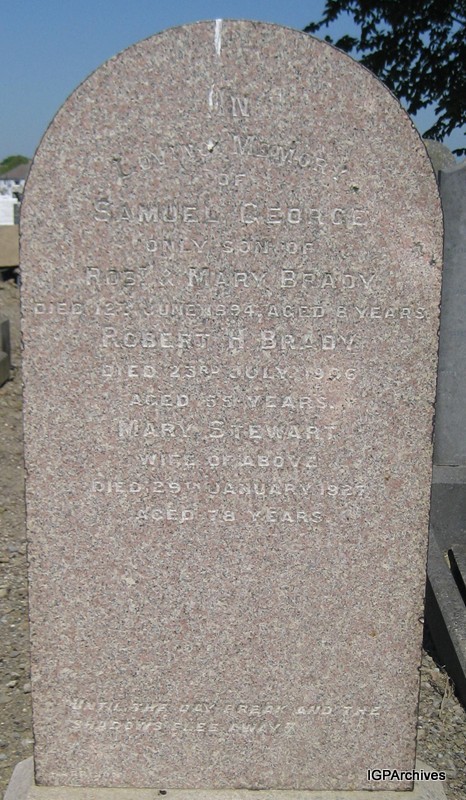 IN
LOVING MEMORY
OF
SAMUEL GEORGE
ONLY SON OF
ROBT & MARY BRADY
DIED 12TH JUNE 1894, AGED 8 YEARS.
ROBERT H BRADY
DIED 23RD JULY, 1906
AGED 65 YEARS.
MARY STEWART
WIFE OF ABOVE
DIED 29TH JANUARY 1927
AGED 78 YEARS.
"UNTIL THE DAY BREAK AND THE
SHADOWS FLEE AWAY."
IGPArchives